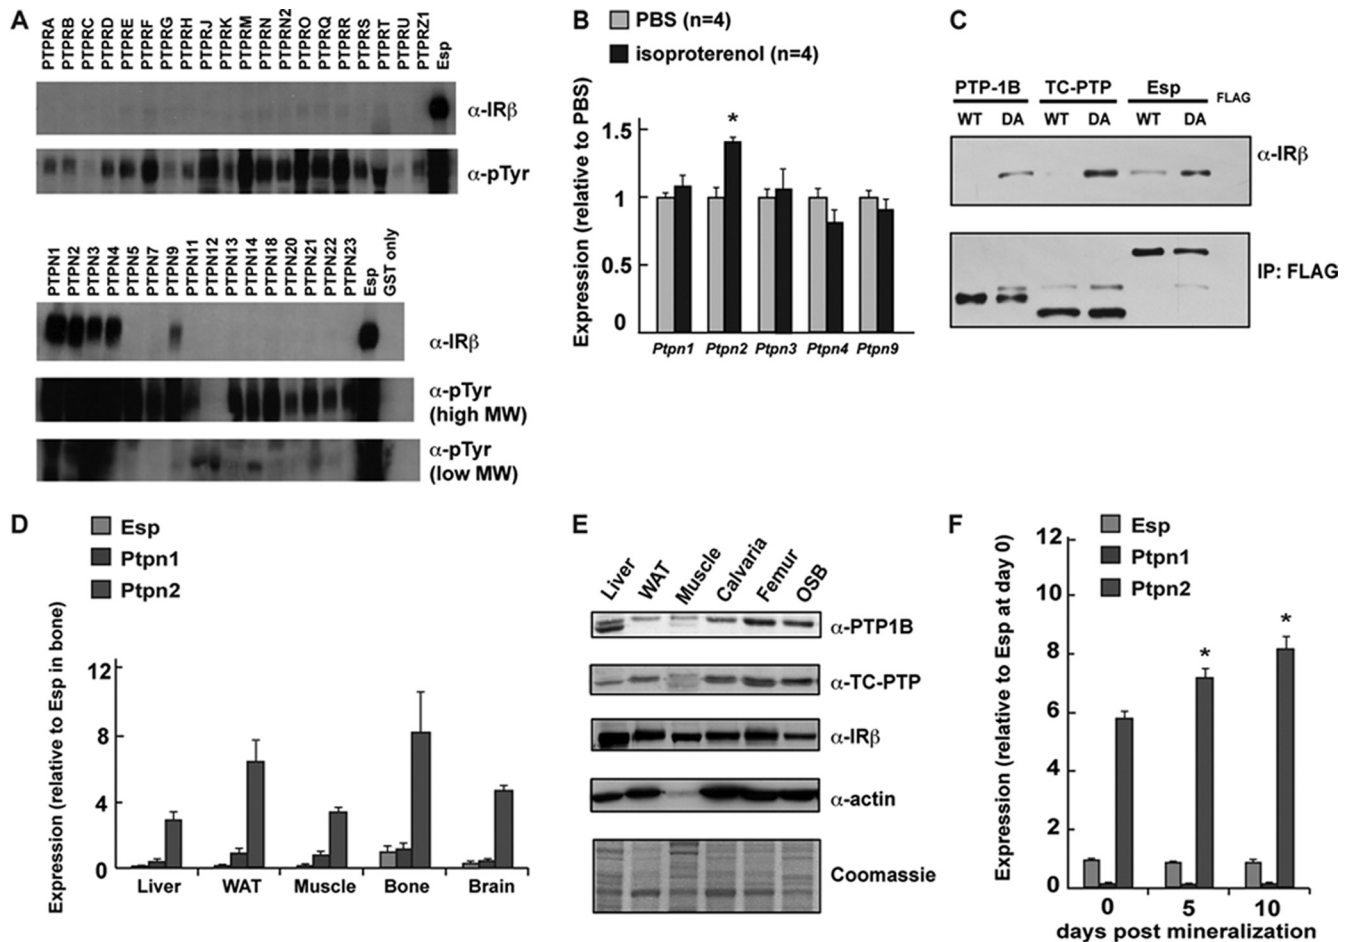 A
PTPRA
PTPRB
PTPRC
PTPRD
PTPRE
PTPRF
PTPRG
PTPRH
PTPRJ
PTPRK
PTPRM
PTPRN
PTPRN2
PTPRO
PTPRQ
PTPRR
PTPRS
PTPRT
PTPRU
PTPRZ1
Esp
α-IRβ
α-pTyr
PTPN1
PTPN2
PTPN3
PTPN4
PTPN5
PTPN7
PTPN9
PTPN11
PTPN12
PTPN13
PTPN14
PTPN18
PTPN20
PTPN21
PTPN22
PTPN23
Esp
GST only
α-IRβ
α-pTyr
(high MW)
α-pTyr
(low MW)
B
PBS (n=4)
isoproterenol (n=4)
Expression (relative to PBS)
1.5
1
0.5
0
*
Ptpn1 Ptpn2 Ptpn3 Ptpn4 Ptpn9
C
PTP-1B TC-PTP Esp FLAG
WT DA WT DA WT DA
α-IRβ
IP: FLAG
D
Esp
Ptpn1
Ptpn2
Expression (relative to Esp in bone)
12
8
4
0
Liver WAT Muscle Bone Brain
E
Liver
WAT
Muscle
Calvaria
Femur
OSB
α-PTP1B
α-TC-PTP
α-IRβ
α-actin
Coomassie
F
Esp
Ptpn1
Ptpn2
Expression (relative to Esp at day 0)
12
10
8
6
4
2
0
*
*
0 5 10
days post mineralization